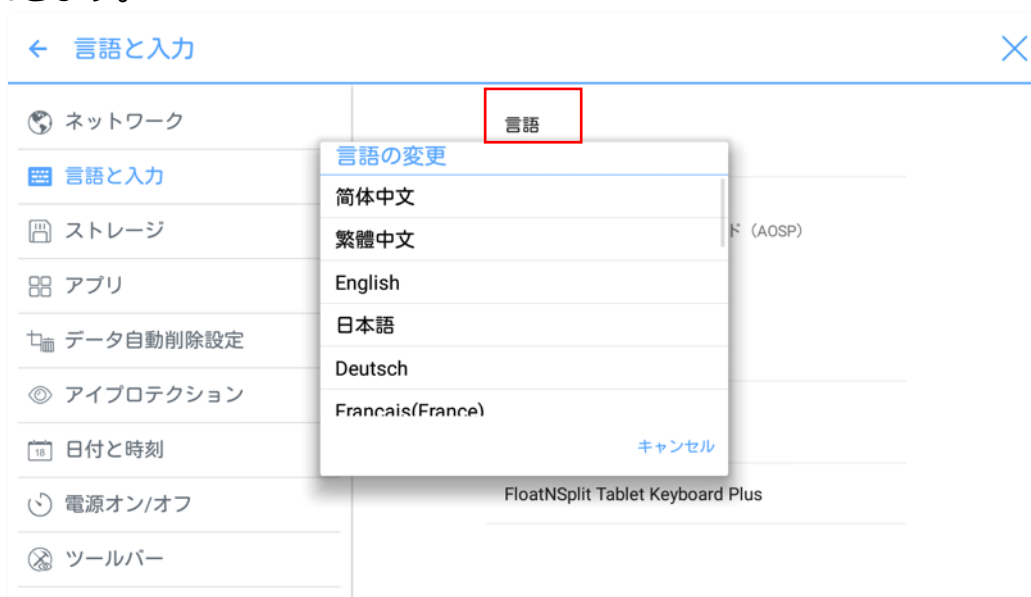 言語と入力
ネットワーク
言語と入力
ストレージ
アプリ
データ自動削除設定
アイプロテクション
18
日付と時刻
電源オン/オフ
ツールバー
言語
言語の変更
简体中文
繁體中文
English
日本語
Deutsch
Français(France)
キャンセル
ド（AOSP）
FloatNSplit Tablet Keyboard Plus